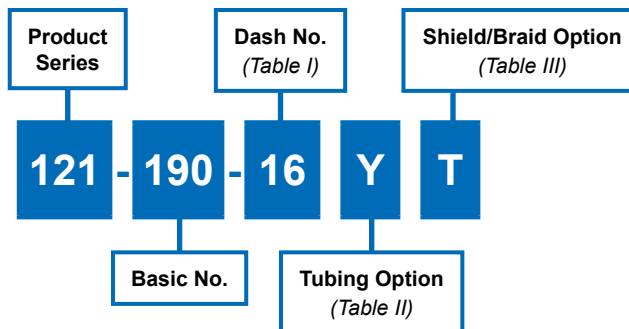 Product
Series
Dash No.
(Table I)
Shield/Braid Option
(Table III)
121 - 190 - 16 Y T
Basic No.
Tubing Option
(Table II)